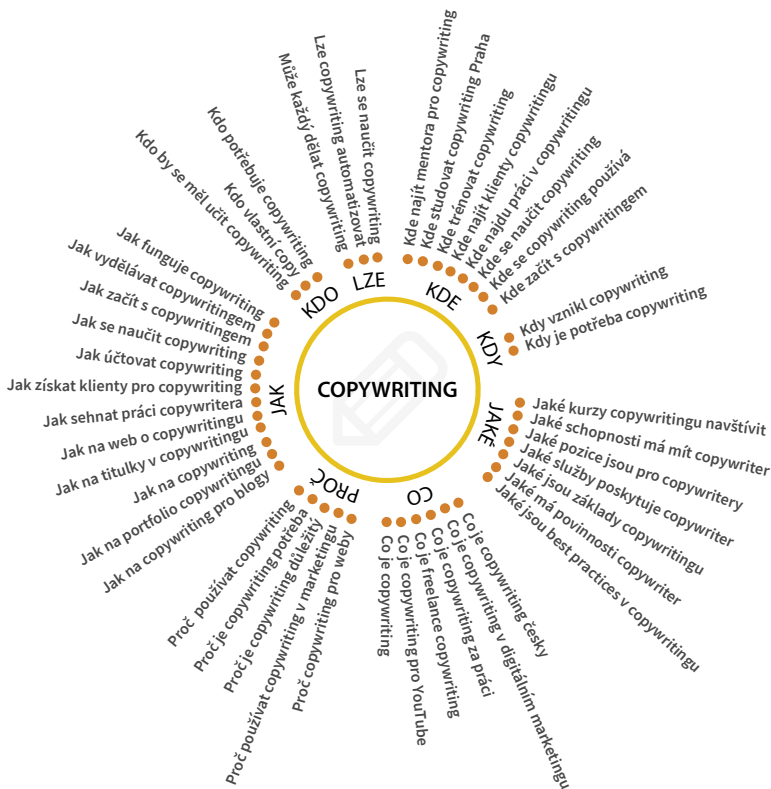 COPYWRITING
LZE
Může každý dělat copywriting
Lze copywriting automatizovat
Lze se naučit copywriting
KDE
Kde najít mentora pro copywriting
Kde studovat copywriting Praha
Kde trénovat copywriting
Kde najít klienty copywritingu
Kde najdu práci v copywritingu
Kde se naučit copywriting
Kde se copywriting používá
Kde začít s copywritingem
KDY
Kdy vznikl copywriting
Kdy je potřeba copywriting
JAKÉ
Jaké kurzy copywritingu navštívit
Jaké schopnosti má mít copywriter
Jaké pozice jsou pro copywritery
Jaké služby poskytuje copywriter
Jaké jsou základy copywritingu
Jaké má povinnosti copywriter
Jaké jsou best practices v copywritingu
CO
Co je copywriting česky
Co je copywriting v digitálním marketingu
Co je copywriting za práci
Co je freelance copywriting
Co je copywriting pro YouTube
Co je copywriting
PROČ
Proč copywriting pro weby
Proč používat copywriting v marketingu
Proč je copywriting důležitý
Proč je copywriting potřeba
Proč používat copywriting
JAK
Jak na copywriting pro blogy
Jak na portfolio copywritingu
Jak na copywriting
Jak na titulky v copywritingu
Jak na web o copywritingu
Jak sehnat práci copywritera
Jak získat klienty pro copywriting
Jak účtovat copywriting
Jak se naučit copywriting
Jak začít s copywritingem
Jak vydělávat copywritingem
Jak funguje copywriting
KDO
Kdo by se měl učit copywriting
Kdo vlastní copy
Kdo potřebuje copywriting